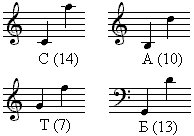 С (14) А (10)
Т (7) Б (13)